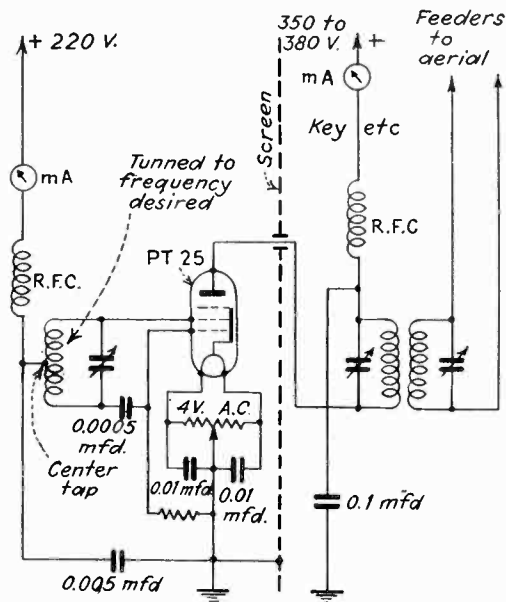 + 220 V.
350 to
380 V.
+
Feeders
to
aerial
mA
Key etc
Screen
mA
Tunned to
frequency
desired
PT 25
R.F.C.
R.F.C
4V. A.C.
0.0005
mfd.
Center
tap
0.01 mfd
0.01
mfd.
0.1 mfd
0.005 mfd